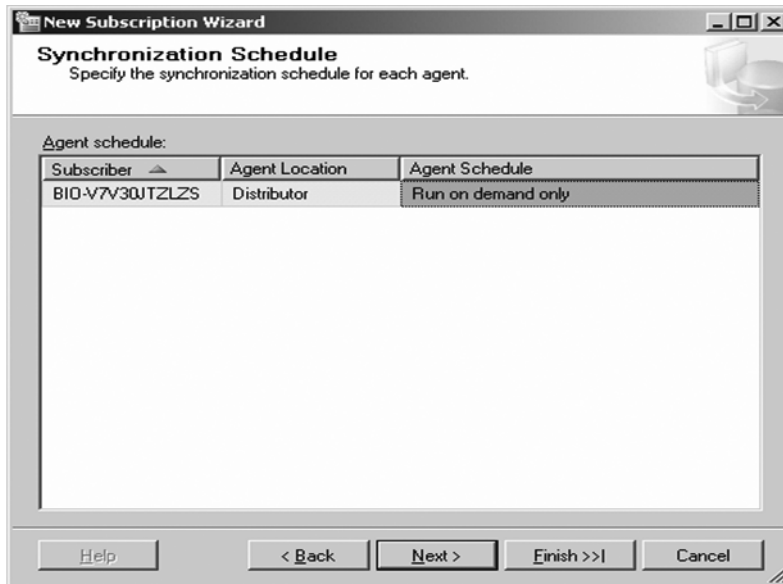 New Subscription Wizard
Synchronization Schedule
Specify the synchronization schedule for each agent.
Agent schedule:
Subscriber Agent Location Agent Schedule
BIO-V7V30JTZLZS Distributor Run on demand only
Help < Back Next > Finish >>| Cancel